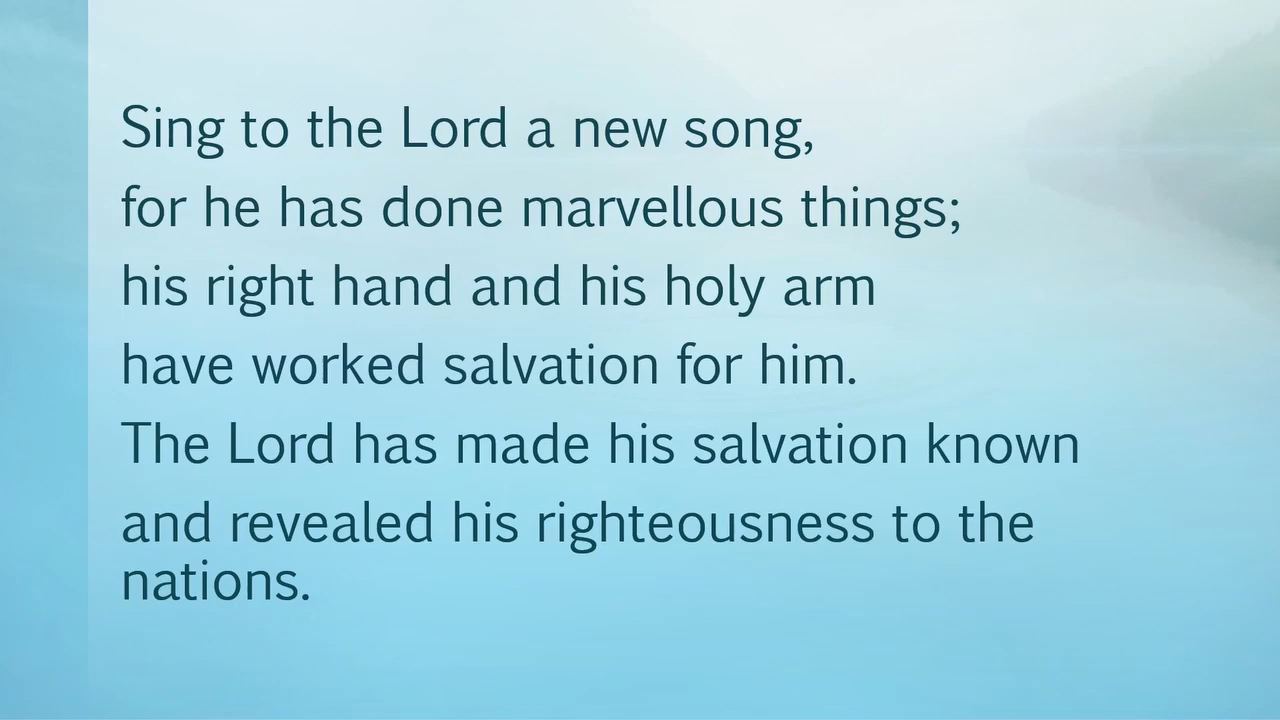 Sing to the Lord a new song,
for he has done marvellous things;
his right hand and his holy arm
have worked salvation for him.
The Lord has made his salvation known
and revealed his righteousness to the
nations.